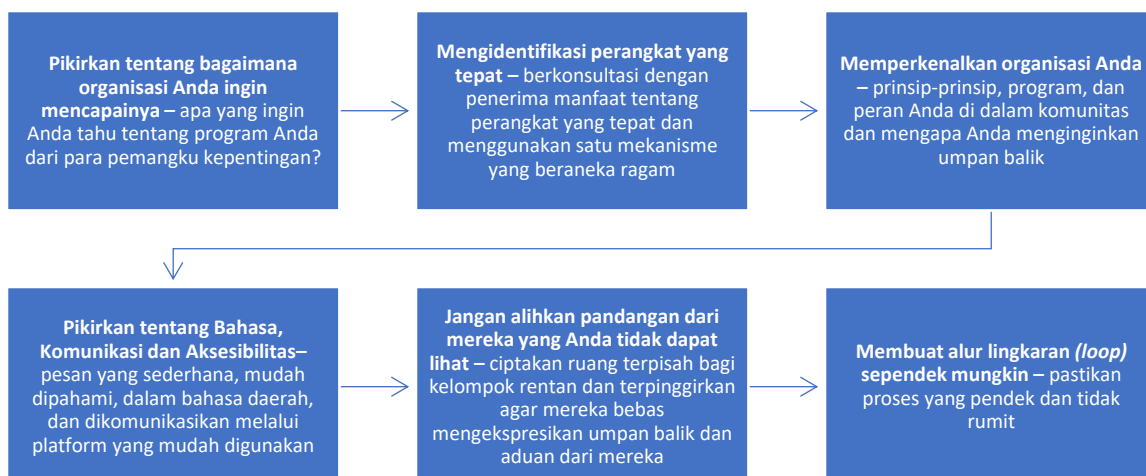 Pikirkan tentang bagaimana
organisasi Anda ingin
mencapainya – apa yang ingin
Anda tahu tentang program Anda
dari para pemangku kepentingan?
Mengidentifikasi perangkat yang
tepat – berkonsultasi dengan
penerima manfaat tentang
perangkat yang tepat dan
menggunakan satu mekanisme
yang beraneka ragam
Memperkenalkan organisasi Anda
– prinsip-prinsip, program, dan
peran Anda di dalam komunitas
dan mengapa Anda menginginkan
umpan balik
Pikirkan tentang Bahasa,
Komunikasi dan Aksesibilitas–
pesan yang sederhana, mudah
dipahami, dalam bahasa daerah,
dan dikomunikasikan melalui
platform yang mudah digunakan
Jangan alihkan pandangan dari
mereka yang Anda tidak dapat
lihat – ciptakan ruang terpisah bagi
kelompok rentan dan terpinggirkan
agar mereka bebas
mengekspresikan umpan balik dan
aduan dari mereka
Membuat alur lingkaran (loop)
sependek mungkin – pastikan
proses yang pendek dan tidak
rumit